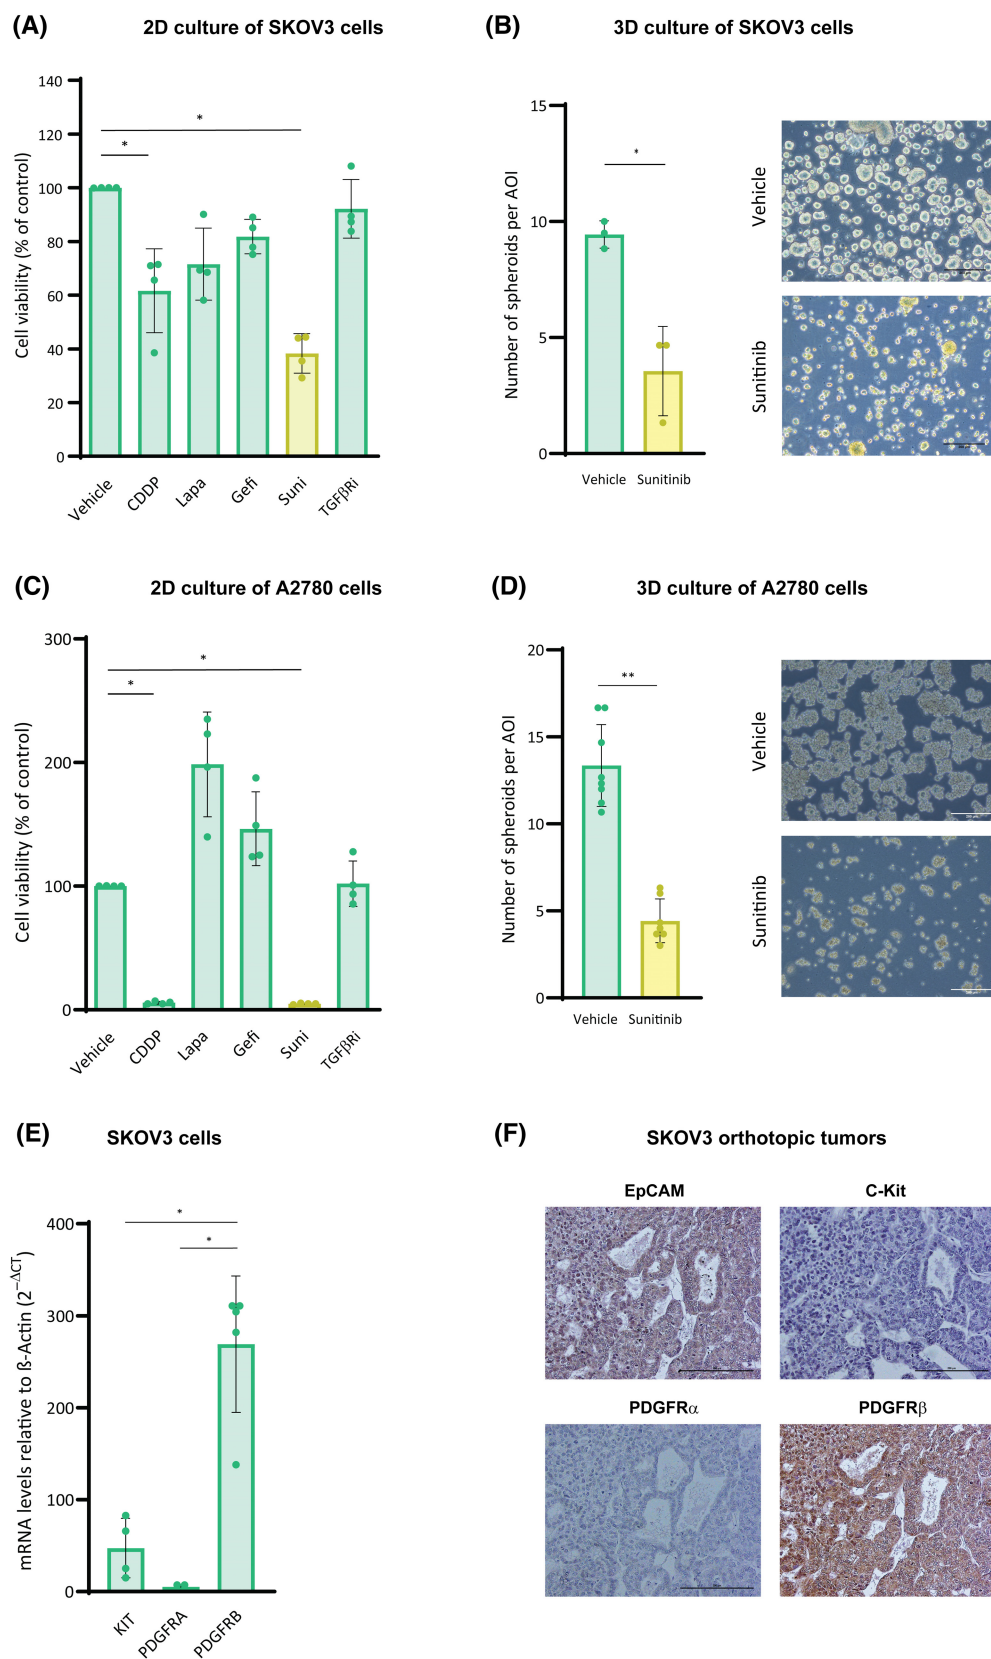 (A) 2D culture of SKOV3 cells
Cell viability (% of control)
140
120
100
80
60
40
20
0
*
*
Vehicle CDDP Lapa Gefi Suni TGFβRi
(B) 3D culture of SKOV3 cells
Number of spheroids per AOI
15
10
5
0
*
Vehicle Sunitinib
Vehicle
Sunitinib
(C) 2D culture of A2780 cells
Cell viability (% of control)
300
200
100
0
*
*
Vehicle CDDP Lapa Gefi Suni TGFβRi
(D) 3D culture of A2780 cells
Number of spheroids per AOI
20
15
10
5
0
**
Vehicle Sunitinib
Vehicle
Sunitinib
(E) SKOV3 cells
mRNA levels relative to ß-Actin (2⁻ΔCT)
400
300
200
100
0
*
*
KIT PDGFRA PDGFRB
(F) SKOV3 orthotopic tumors
EpCAM C-Kit
PDGFRα PDGFRβ